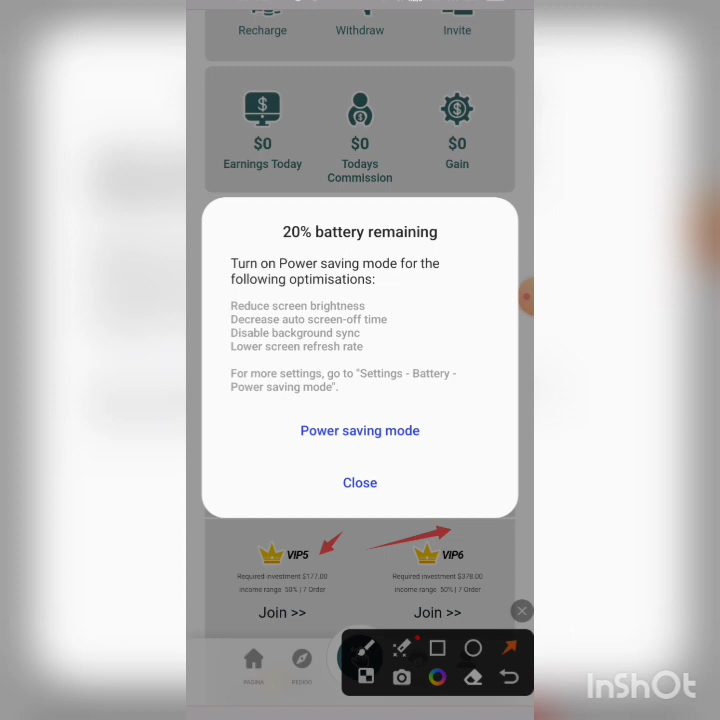 Recharge Withdraw Invite
$0 $0 $0
Earnings Today Todays Commission Gain
20% battery remaining
Turn on Power saving mode for the
following optimisations:
Reduce screen brightness
Decrease auto screen-off time
Disable background sync
Lower screen refresh rate
For more settings, go to "Settings - Battery -
Power saving mode".
Power saving mode
Close
VIP5 VIP6
Required investment $177.00 Required investment $378.00
income range 50% | 7 Order income range 50% | 7 Order
Join >> Join >>
PAGINA PEDIDO
InShOt